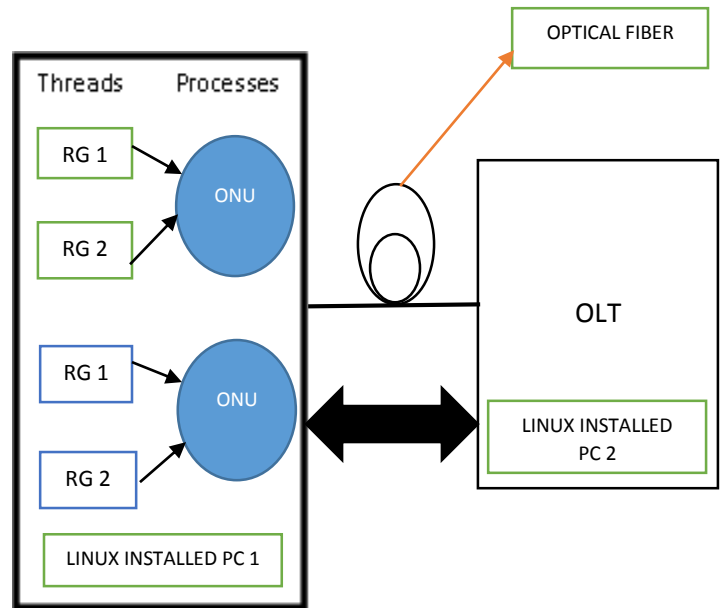 OPTICAL FIBER
Threads Processes
RG 1
ONU
RG 2
OLT
RG 1
ONU
RG 2
LINUX INSTALLED
PC 2
LINUX INSTALLED PC 1